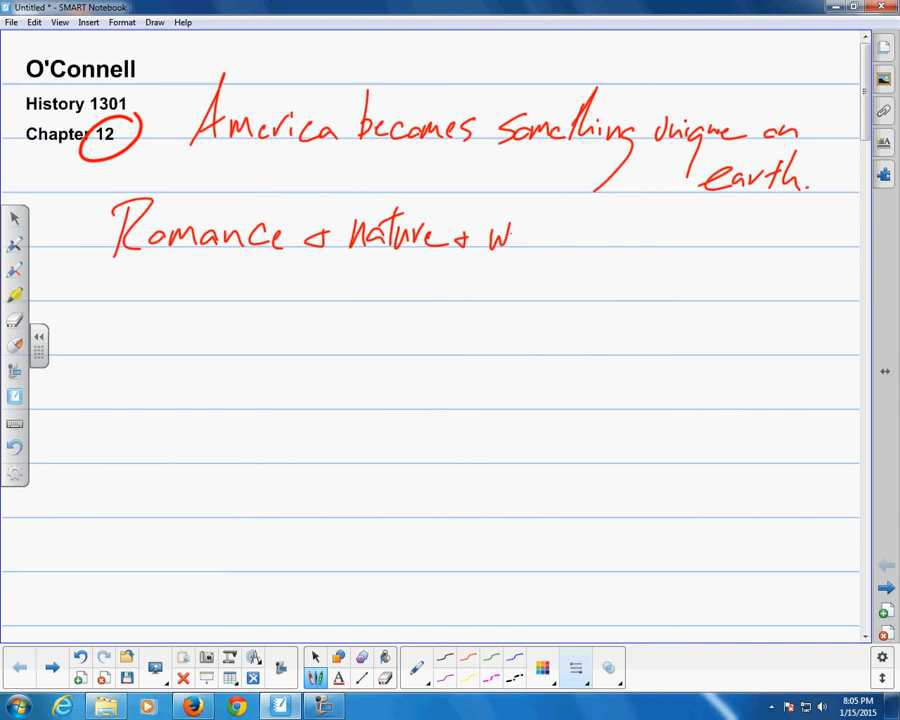 Untitled * - SMART Notebook
File Edit View Insert Format Draw Help
O'Connell
History 1301
Chapter 12
America becomes something unique on
earth.
Romance & nature & w
8:05 PM
1/15/2015